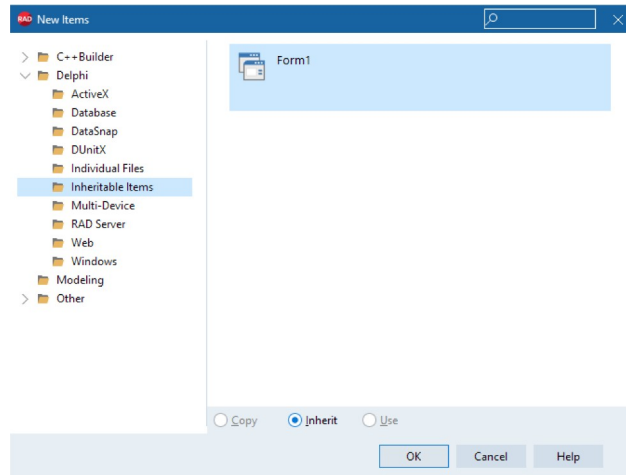 RAD New Items
C++Builder
Delphi
ActiveX
Database
DataSnap
DUnitX
Individual Files
Inheritable Items
Multi-Device
RAD Server
Web
Windows
Modeling
Other
Form1
Copy Inherit Use
OK Cancel Help